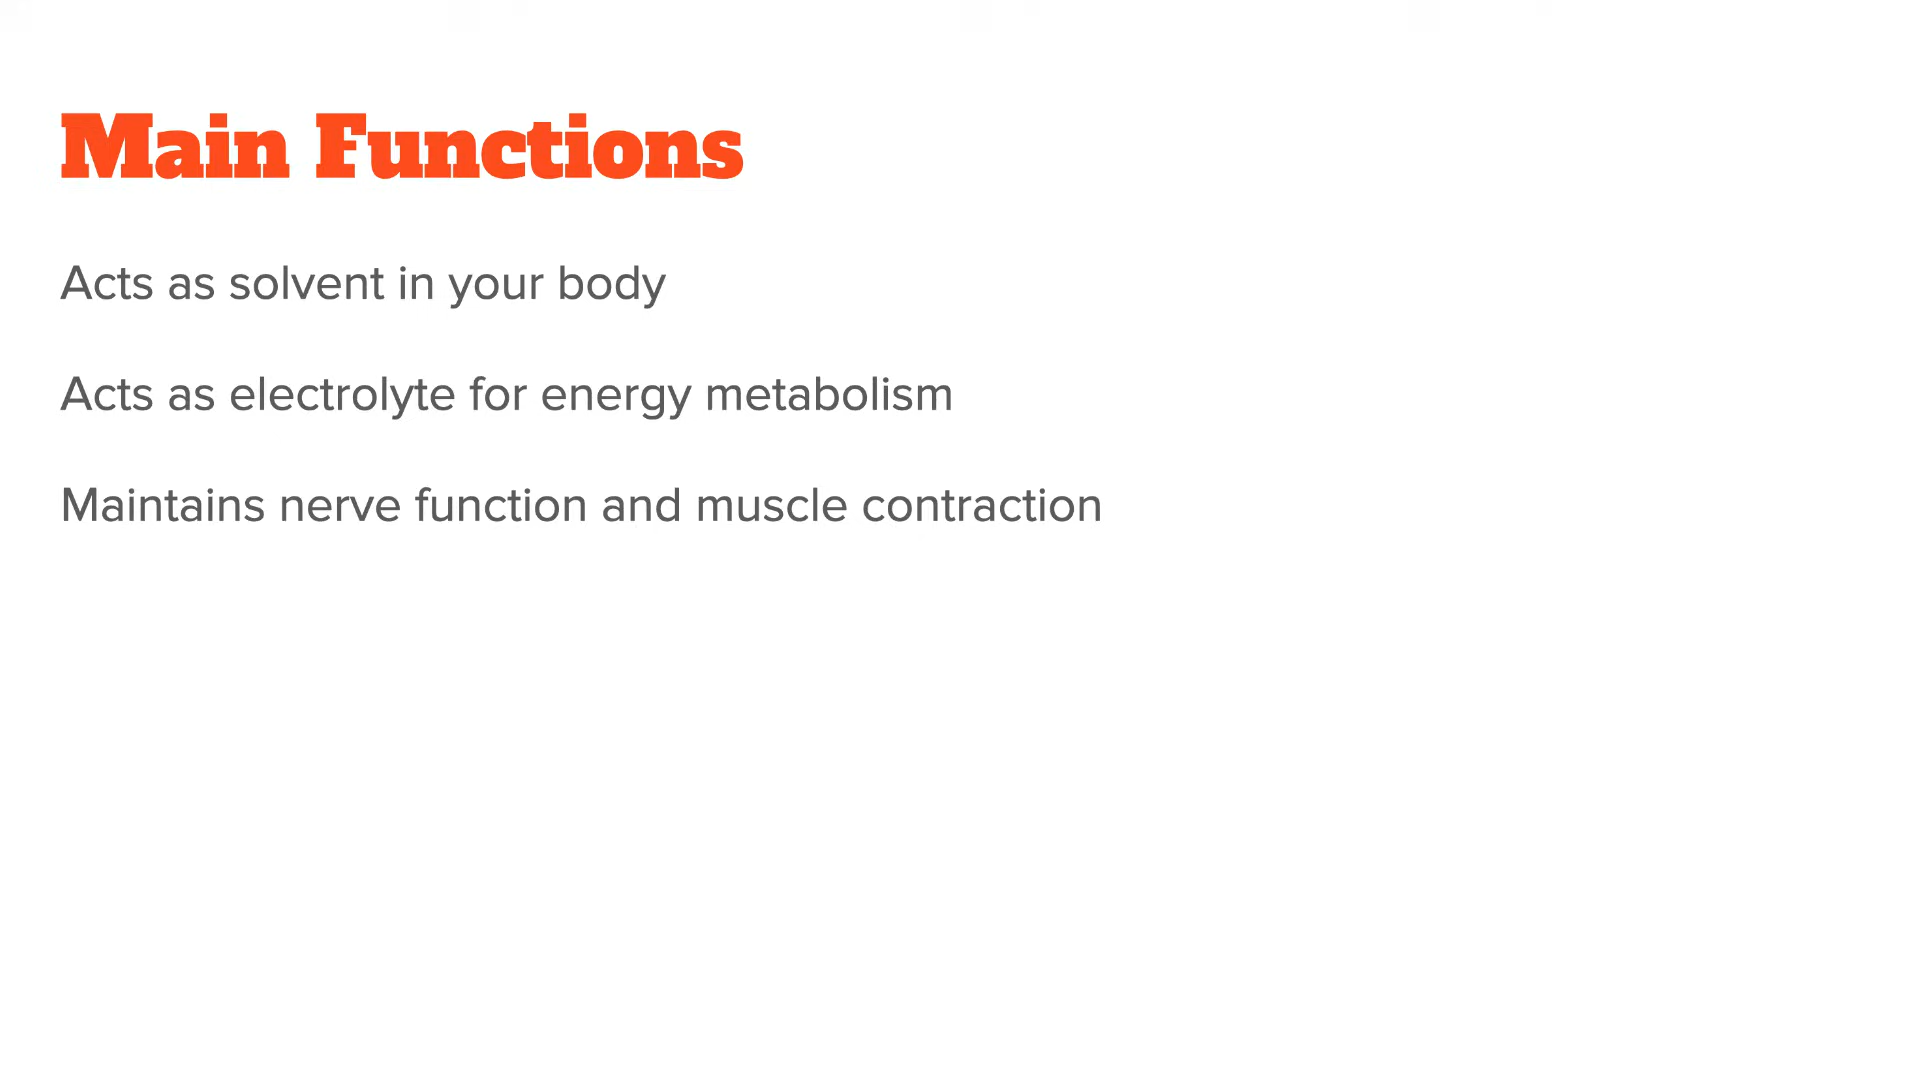 Main Functions
Acts as solvent in your body
Acts as electrolyte for energy metabolism
Maintains nerve function and muscle contraction